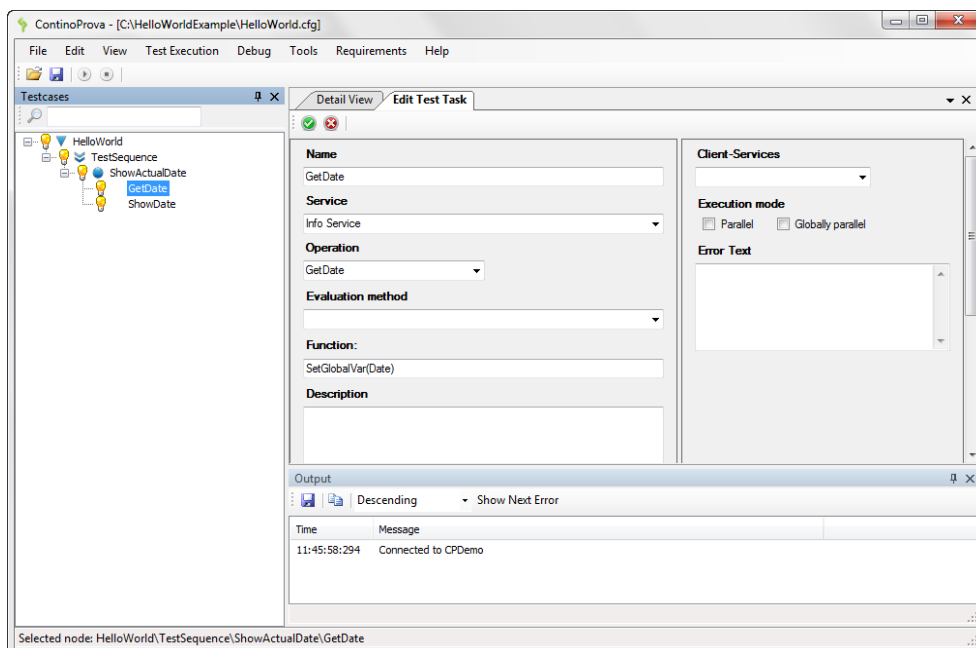 ContinoProva - [C:\HelloWorldExample\HelloWorld.cfg]
File Edit View Test Execution Debug Tools Requirements Help
Testcases
HelloWorld
TestSequence
ShowActualDate
GetDate
ShowDate
Detail View Edit Test Task
Name
GetDate
Service
Info Service
Operation
GetDate
Evaluation method
Function:
SetGlobalVar(Date)
Description
Client-Services
Execution mode
Parallel Globally parallel
Error Text
Output
Descending Show Next Error
Time Message
11:45:58:294 Connected to CPDemo
Selected node: HelloWorld\TestSequence\ShowActualDate\GetDate